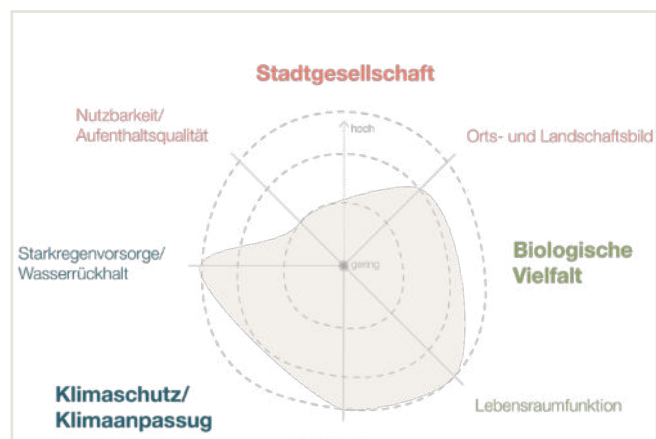 Stadtgesellschaft
Nutzbarkeit/
Aufenthaltsqualität
hoch
Orts- und Landschaftsbild
Starkregenvorsorge/
Wasserrückhalt
gering
Biologische
Vielfalt
Klimaschutz/
Klimaanpassug
Lebensraumfunktion